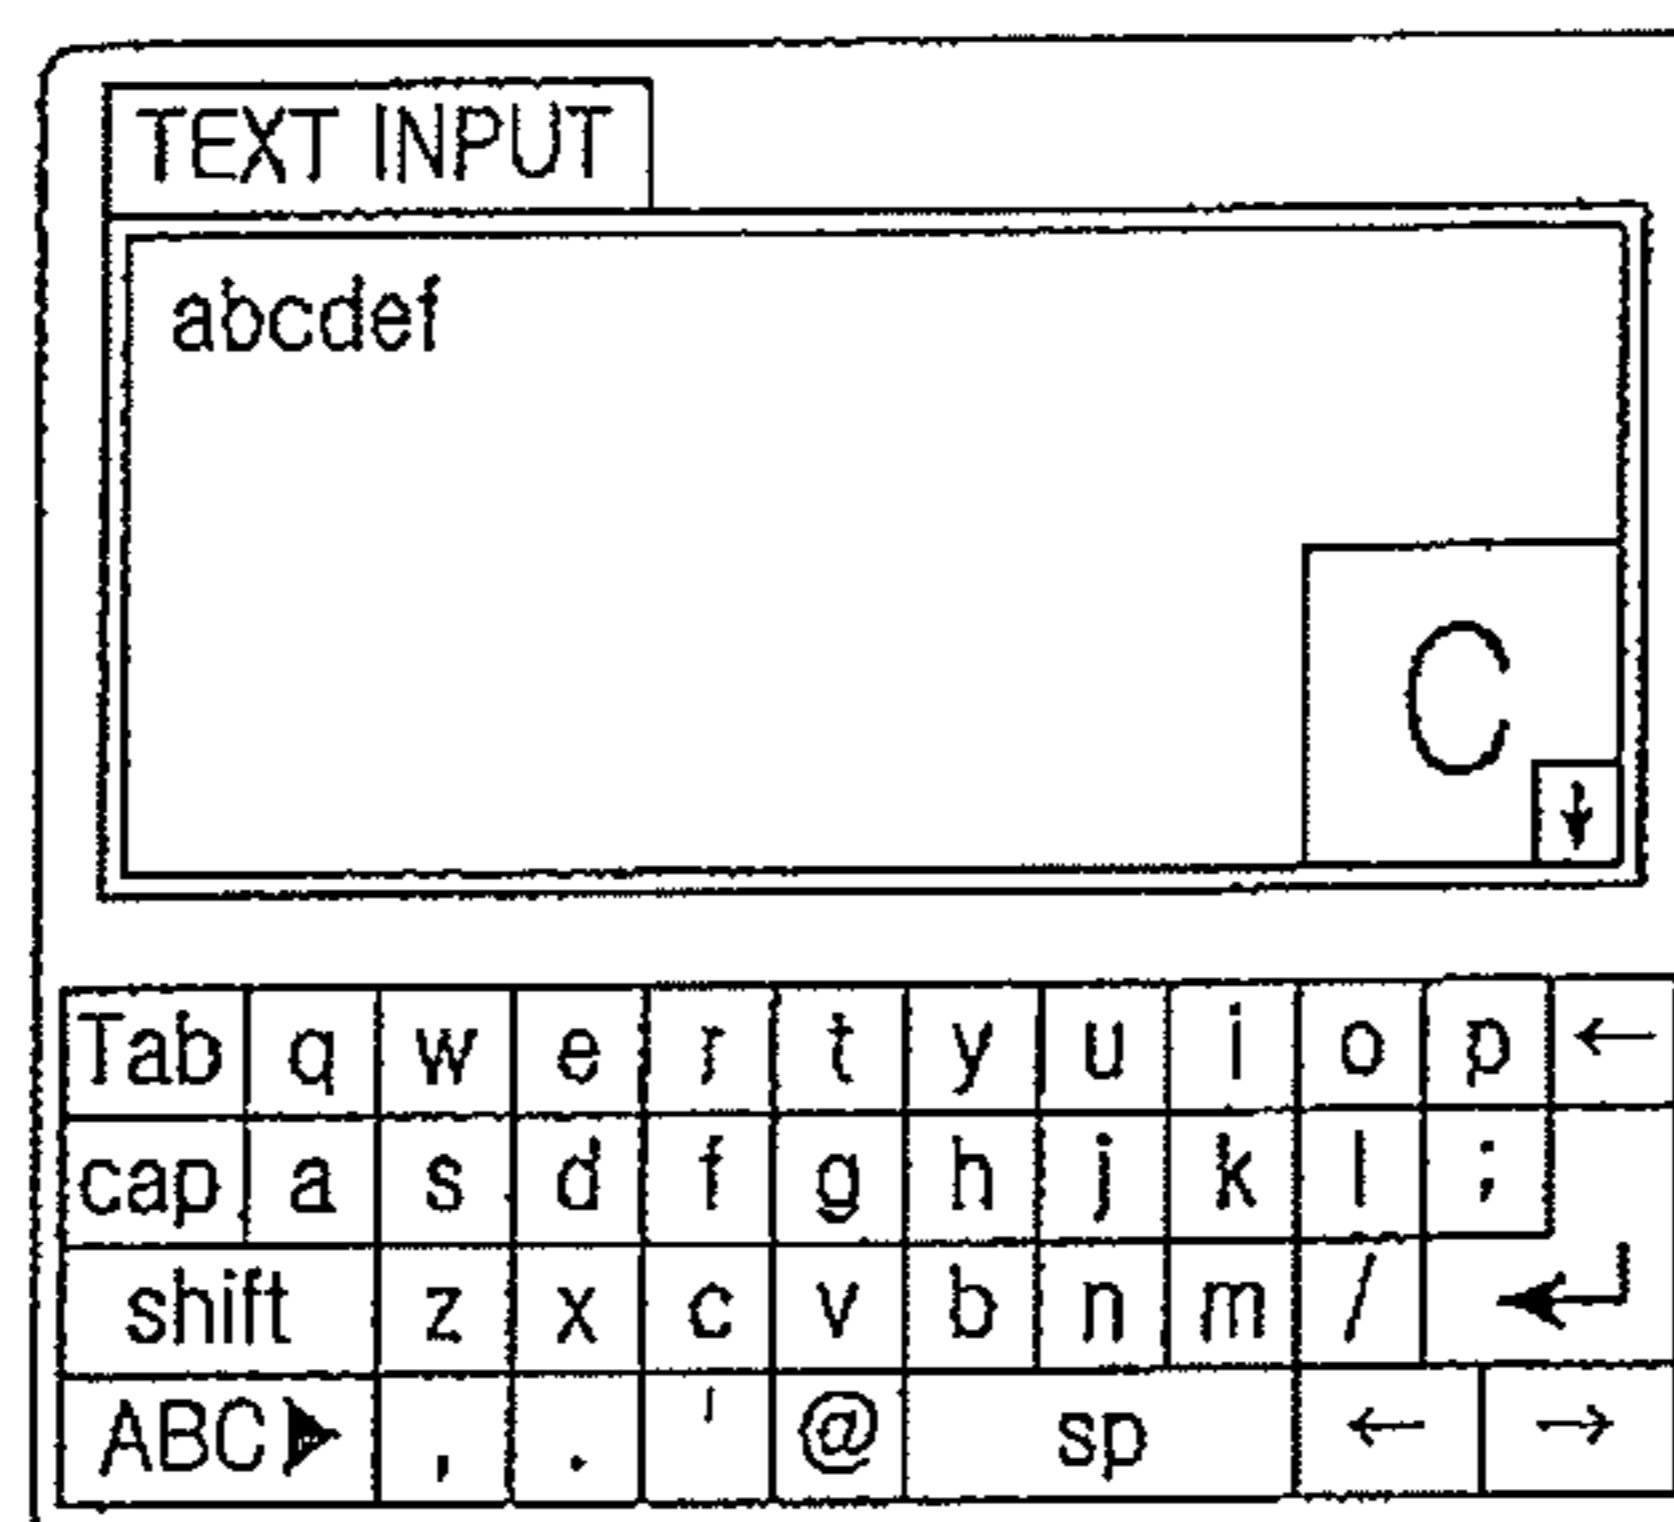 TEXT INPUT
abcdef
C
↓
Tab q w e r t y u i o p ←
cap a s d f g h j k l ;
shift z x c v b n m / ↵
ABC▶ , . ' @ sp ← →